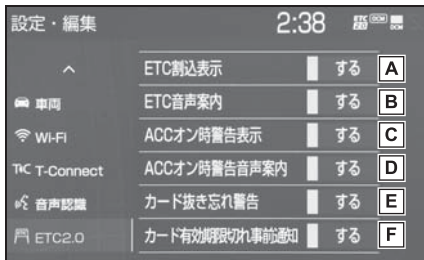 設定・編集
2:38
ETC割込表示 する A
車両
ETC音声案内 する B
Wi-Fi
ACCオン時警告表示 する C
T-Connect
ACCオン時警告音声案内 する D
音声認識
カード抜き忘れ警告 する E
ETC2.0
カード有効期限切れ事前通知 する F